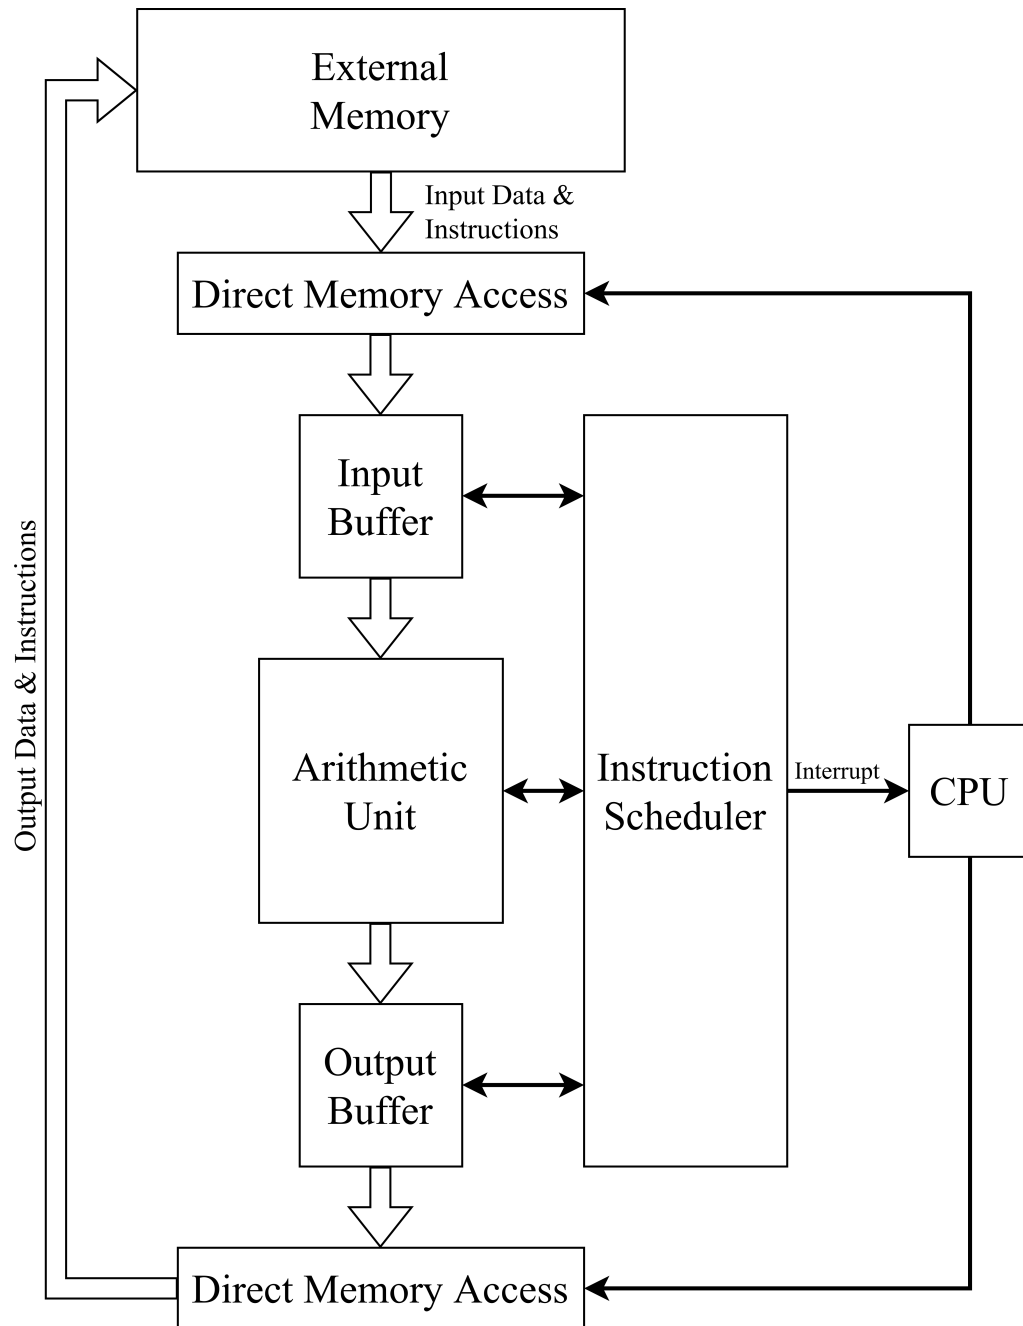 External
Memory
Input Data &
Instructions
Direct Memory Access
Input
Buffer
Output Data & Instructions
Arithmetic
Unit
Instruction
Scheduler
Interrupt
CPU
Output
Buffer
Direct Memory Access